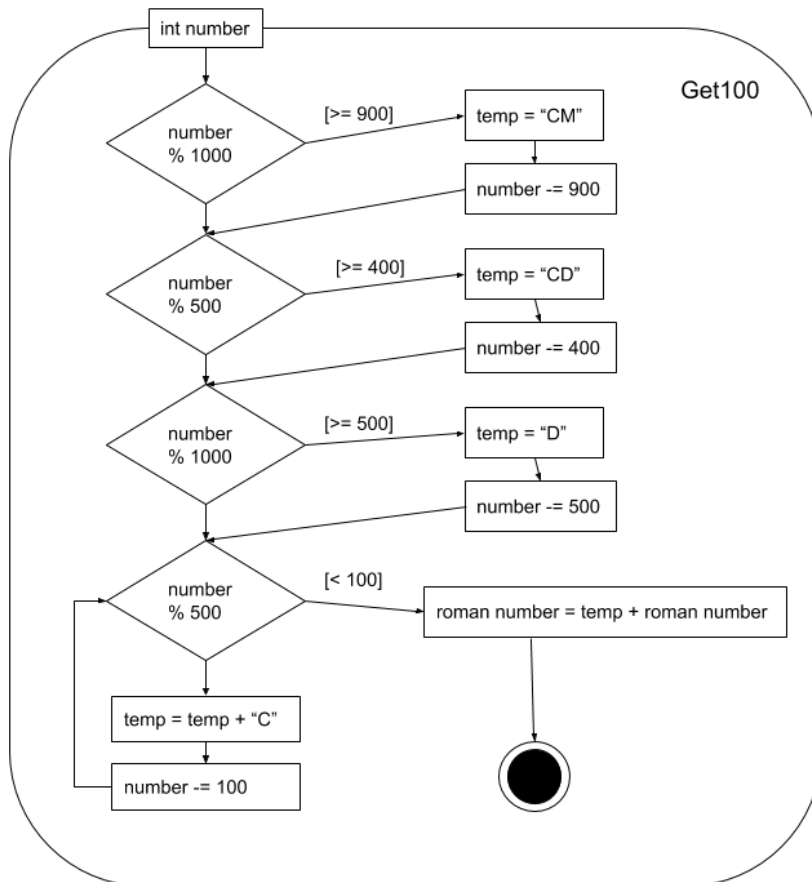 int number
Get100
number
% 1000
[>= 900]
temp = “CM”
number -= 900
number
% 500
[>= 400]
temp = “CD”
number -= 400
number
% 1000
[>= 500]
temp = “D”
number -= 500
number
% 500
[< 100]
roman number = temp + roman number
temp = temp + “C”
number -= 100